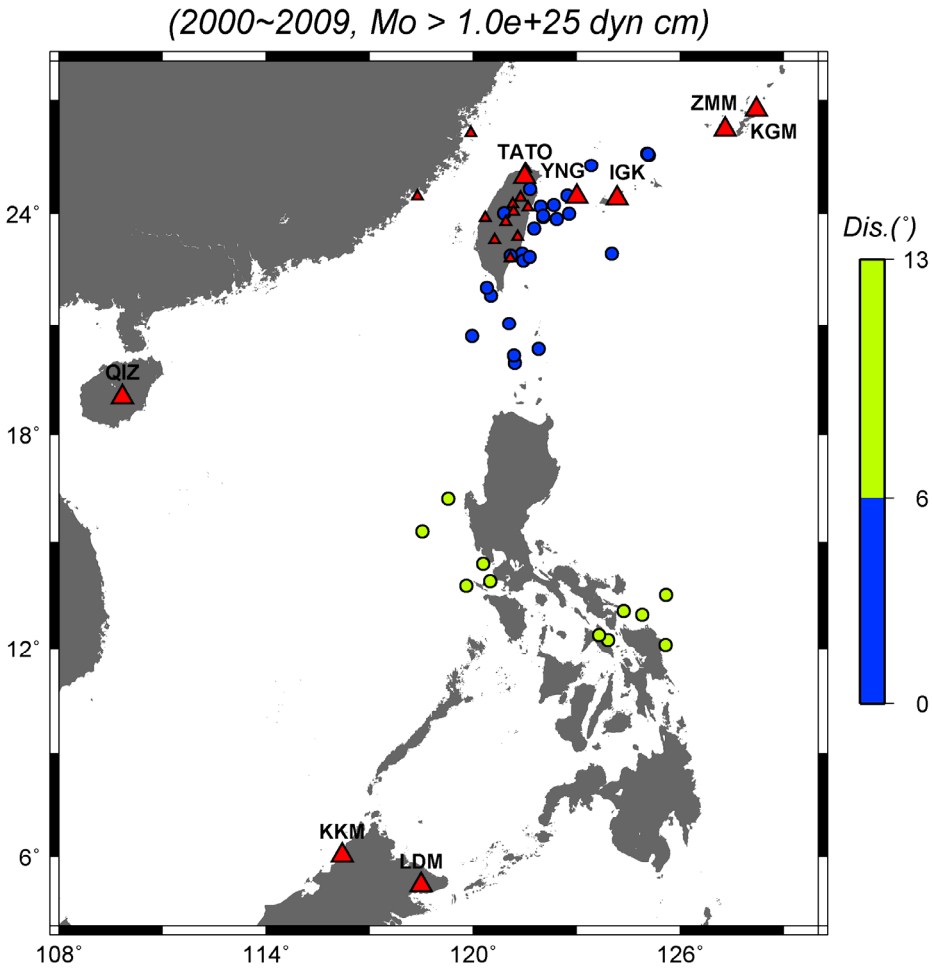 (2000~2009, Mo > 1.0e+25 dyn cm)
ZMM
KGM
TATO
YNG
IGK
24°
Dis.(°)
13
QIZ
18°
6
12°
0
KKM
LDM
6°
108°
114°
120°
126°